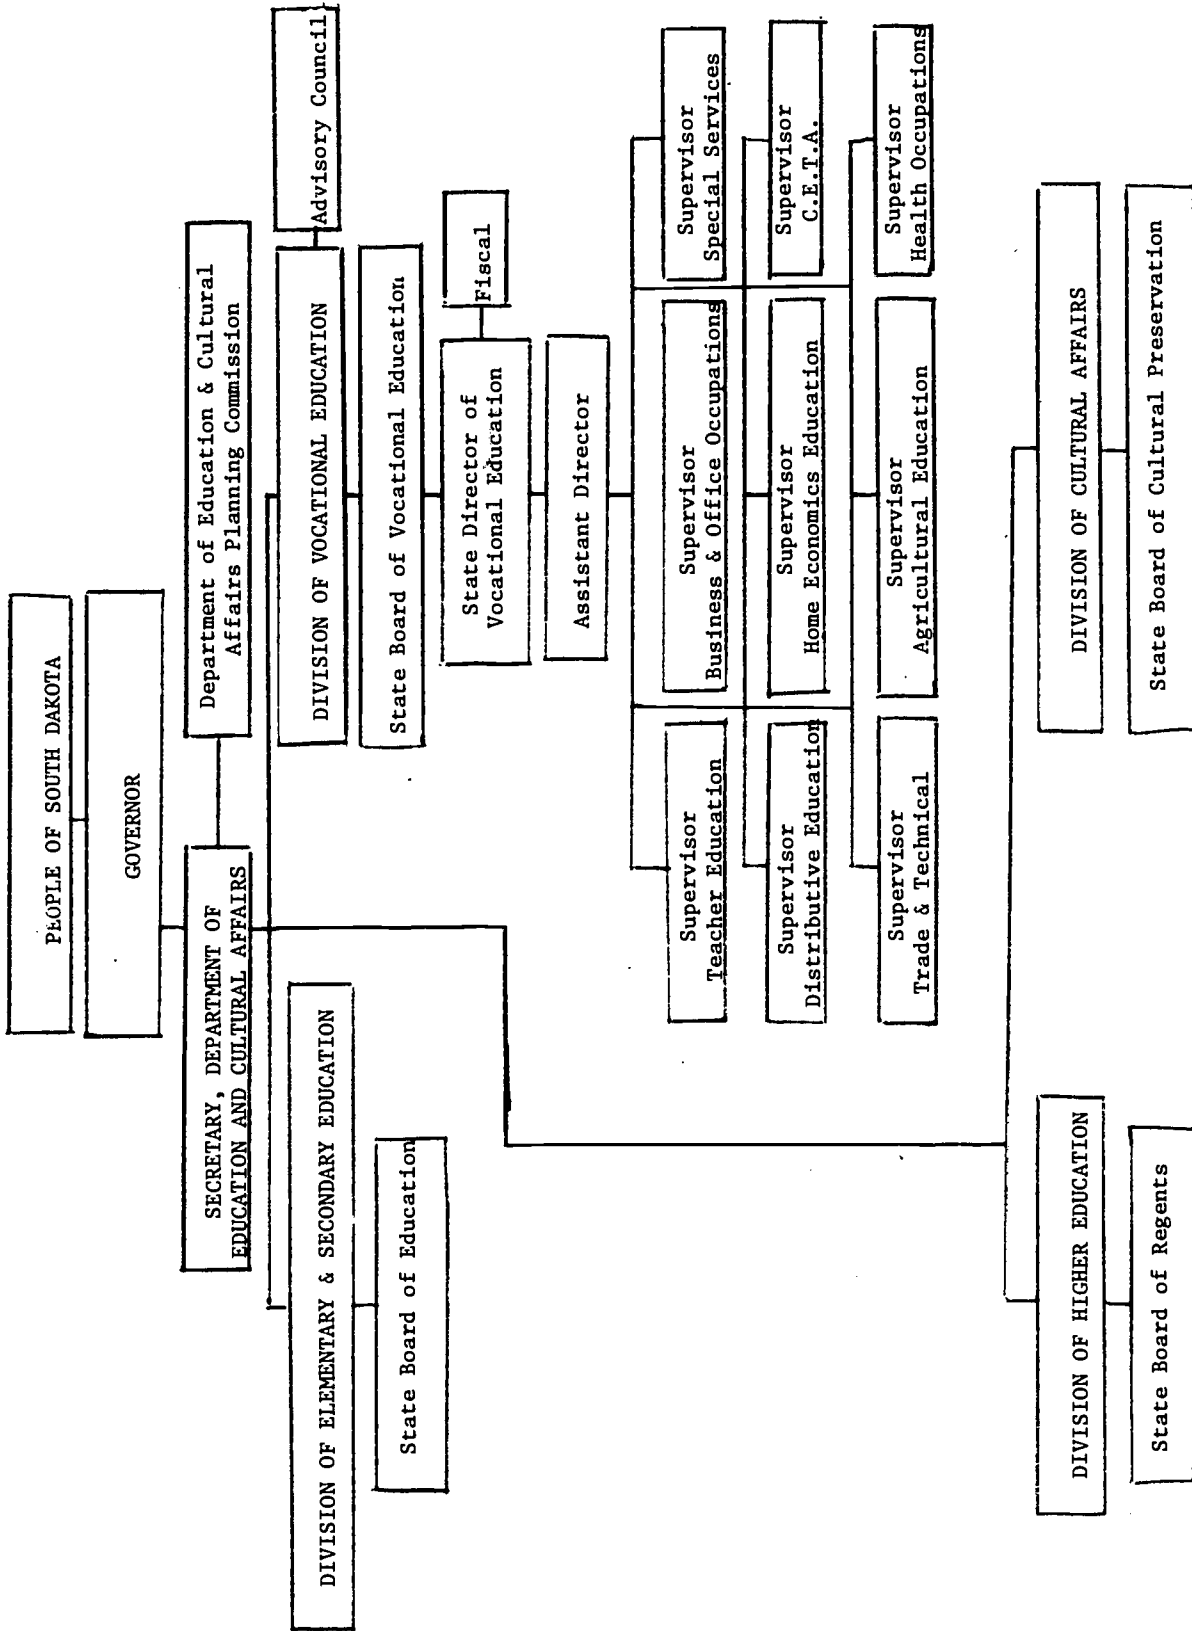 PEOPLE OF SOUTH DAKOTA
GOVERNOR
SECRETARY, DEPARTMENT OF
EDUCATION AND CULTURAL AFFAIRS
Department of Education & Cultural
Affairs Planning Commission
DIVISION OF ELEMENTARY & SECONDARY EDUCATION
State Board of Education
DIVISION OF VOCATIONAL EDUCATION
Advisory Council
State Board of Vocational Education
State Director of
Vocational Education
Fiscal
Assistant Director
Supervisor
Teacher Education
Supervisor
Business & Office Occupations
Supervisor
Special Services
Supervisor
Distributive Education
Supervisor
Home Economics Education
Supervisor
C.E.T.A.
Supervisor
Trade & Technical
Supervisor
Agricultural Education
Supervisor
Health Occupations
DIVISION OF HIGHER EDUCATION
State Board of Regents
DIVISION OF CULTURAL AFFAIRS
State Board of Cultural Preservation